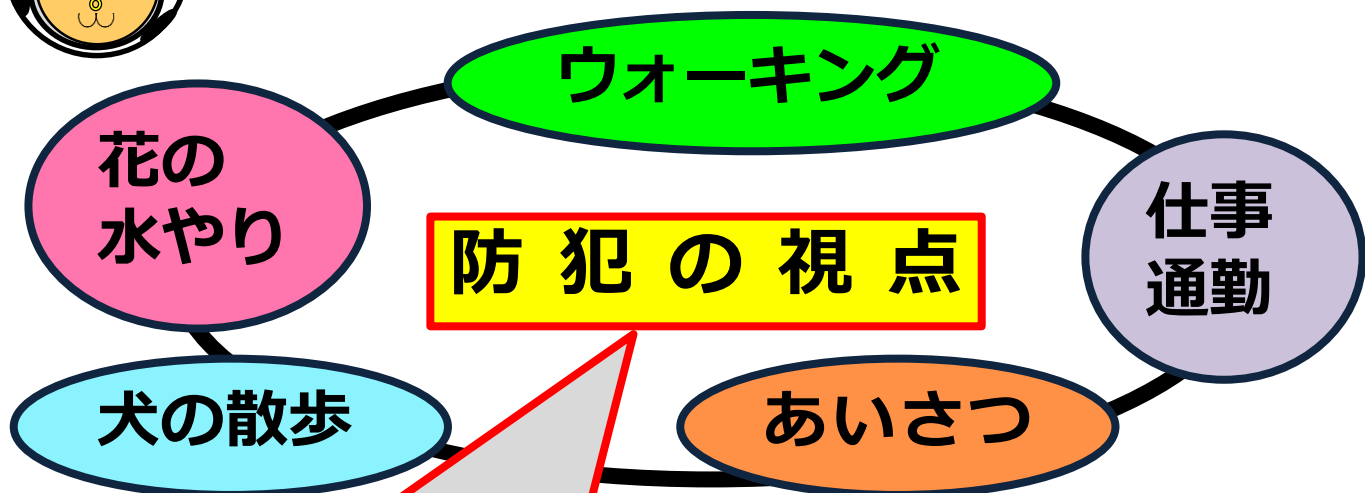 ウォーキング
花の
水やり
仕事
通勤
防犯の視点
犬の散歩
あいさつ